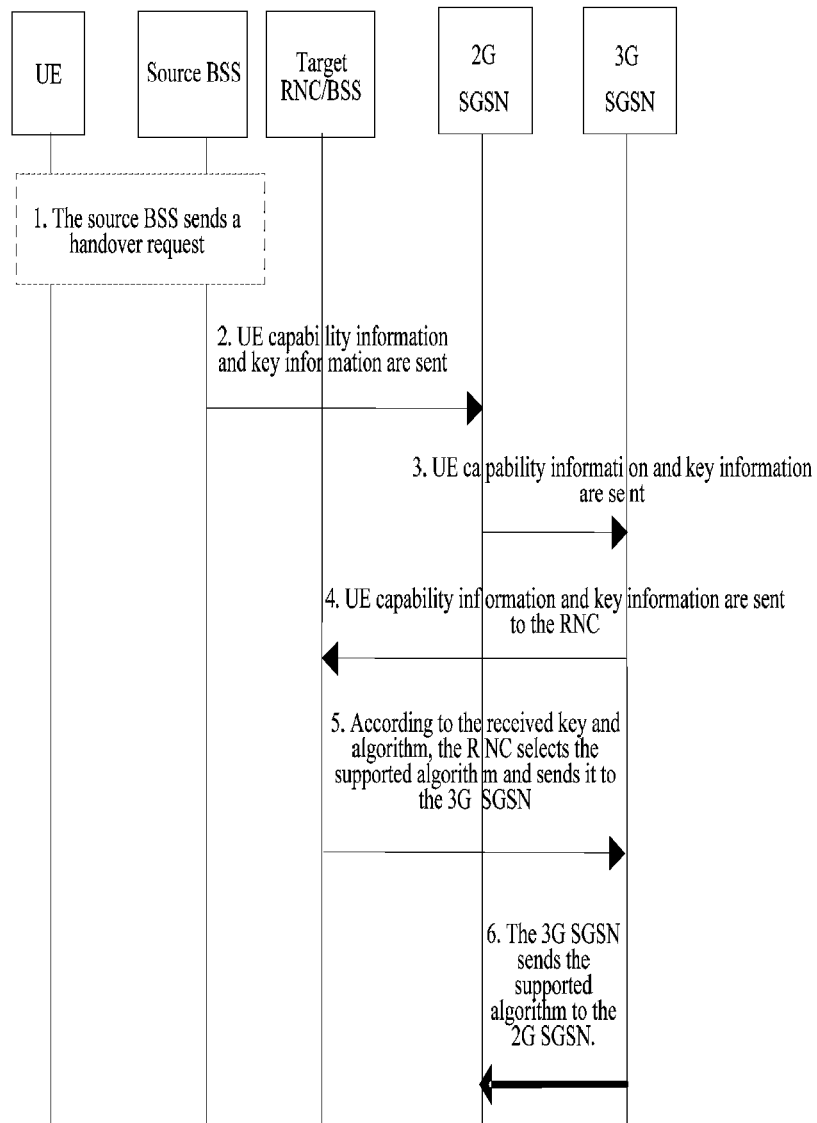 UE
Source BSS
Target
RNC/BSS
2G
SGSN
3G
SGSN
1. The source BSS sends a
handover request
2. UE capability information
and key information are sent
3. UE capability information and key information
are sent
4. UE capability information and key information are sent
to the RNC
5. According to the received key and
algorithm, the RNC selects the
supported algorithm and sends it to
the 3G SGSN
6. The 3G SGSN
sends the
supported
algorithm to the
2G SGSN.